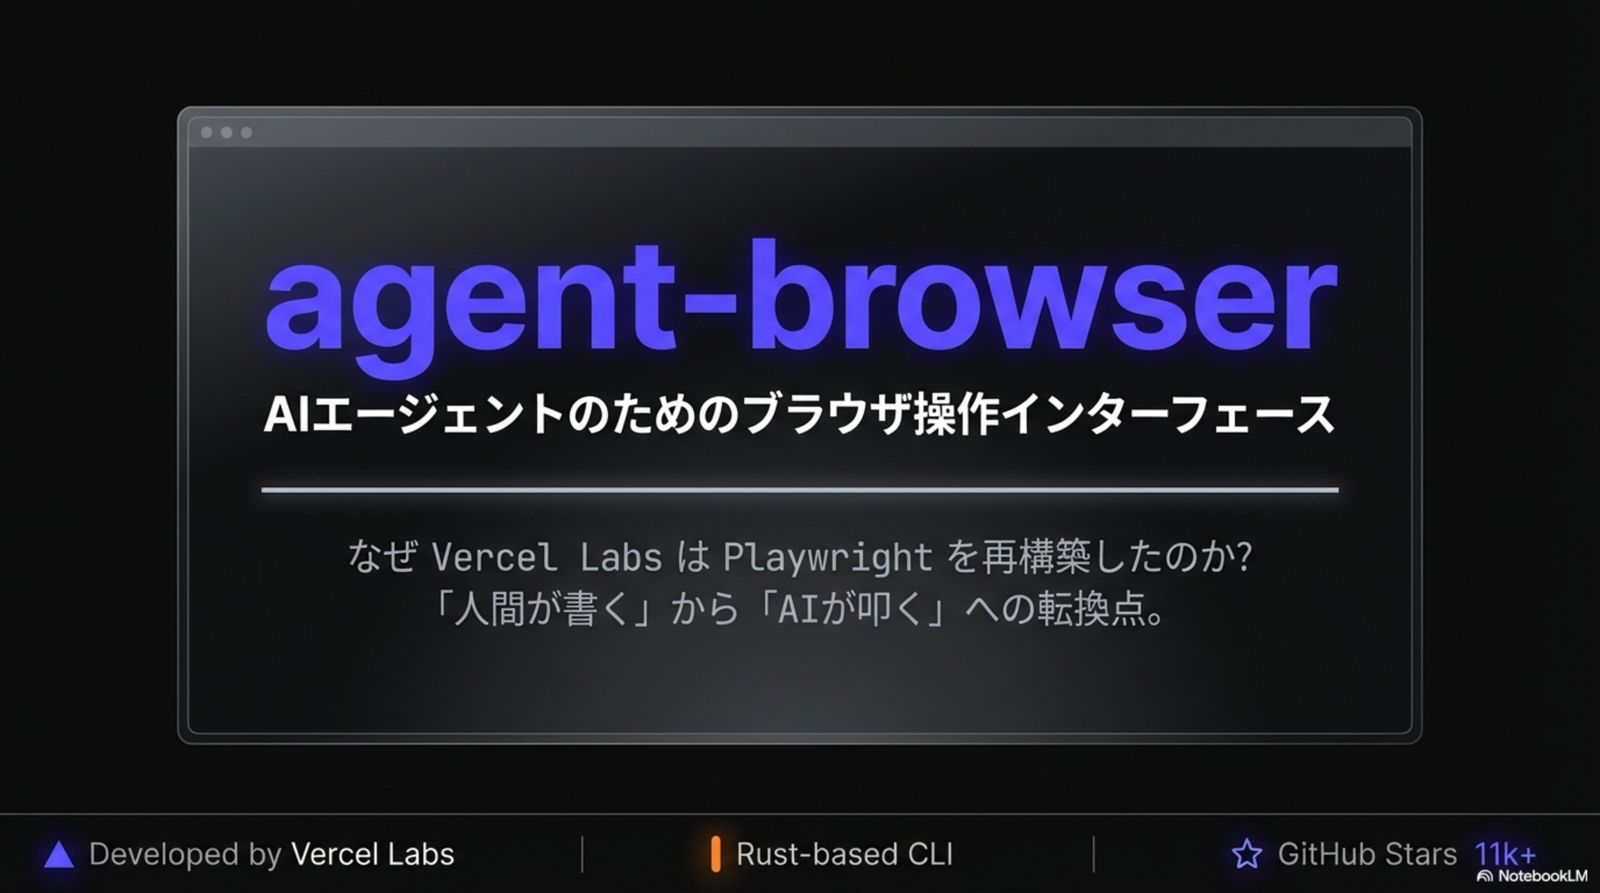 agent-browser
AIエージェントのためのブラウザ操作インターフェース
なぜ Vercel Labs は Playwright を再構築したのか?
「人間が書く」から「AIが叩く」への転換点。
Developed by Vercel Labs
Rust-based CLI
GitHub Stars 11k+
NotebookLM